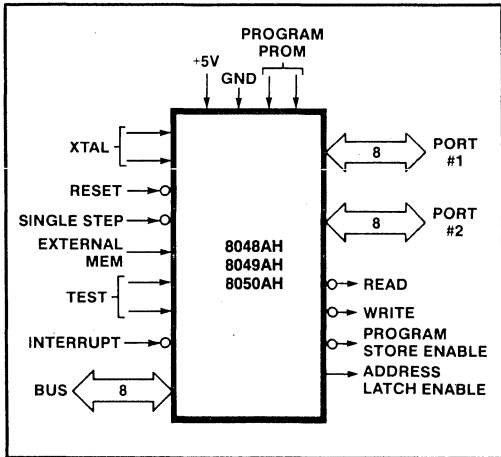 PROGRAM
PROM
+5V
GND
XTAL
RESET
SINGLE STEP
EXTERNAL
MEM
TEST
INTERRUPT
BUS
8
8048AH
8049AH
8050AH
8
PORT
#1
8
PORT
#2
READ
WRITE
PROGRAM
STORE ENABLE
ADDRESS
LATCH ENABLE